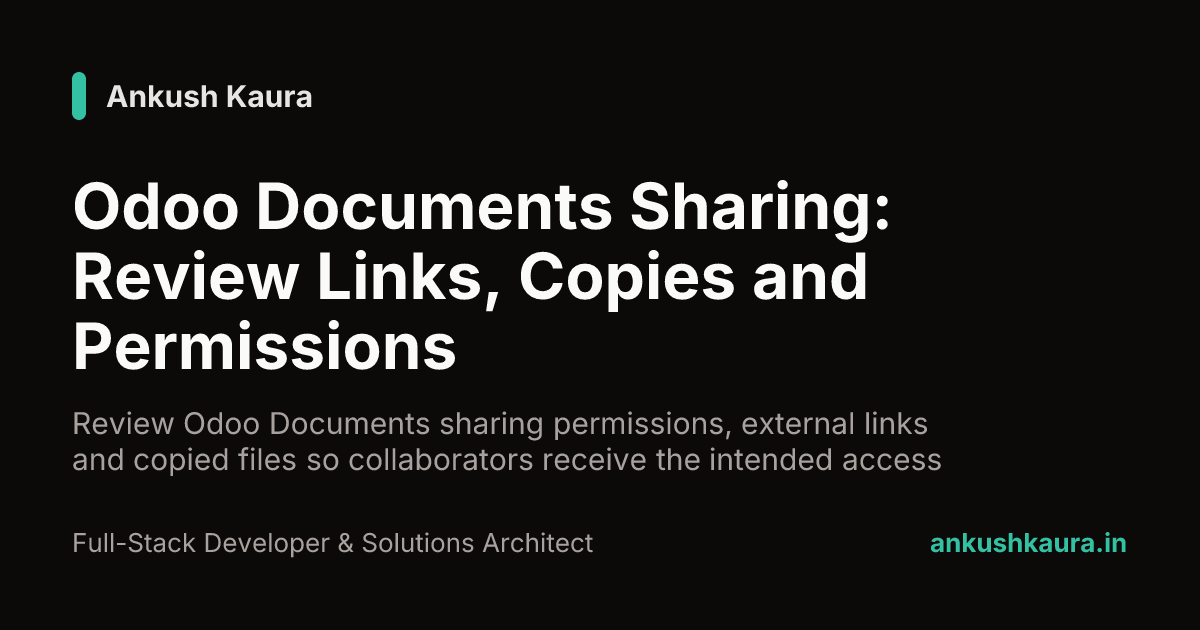 Ankush Kaura
Odoo Documents Sharing:
Review Links, Copies and
Permissions
Review Odoo Documents sharing permissions, external links
and copied files so collaborators receive the intended access
Full-Stack Developer & Solutions Architect
ankushkaura.in